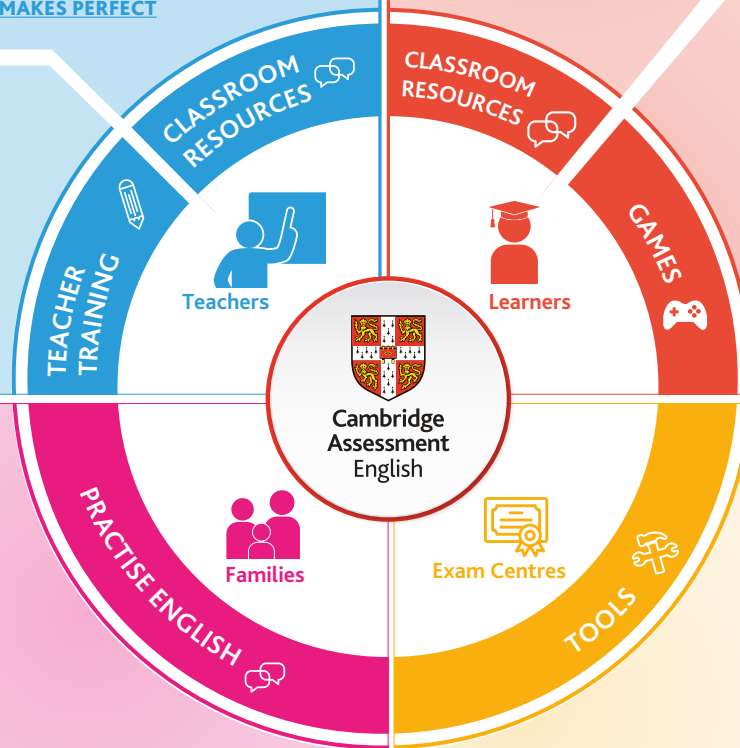 MAKES PERFECT
CLASSROOM
RESOURCES
CLASSROOM
RESOURCES
TEACHER
TRAINING
GAMES
Teachers
Learners
Cambridge
Assessment
English
Families
Exam Centres
PRACTISE ENGLISH
TOOLS